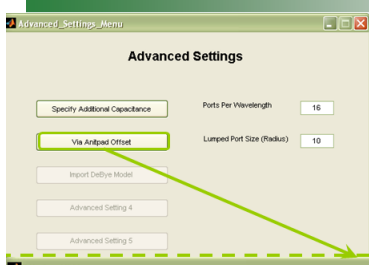 Advanced_Settings_Menu
Advanced Settings
Specify Additional Capacitance
Ports Per Wavelength
16
Via Anitpad Offset
Lumped Port Size (Radius)
10
Import DeBye Model
Advanced Setting 4
Advanced Setting 5